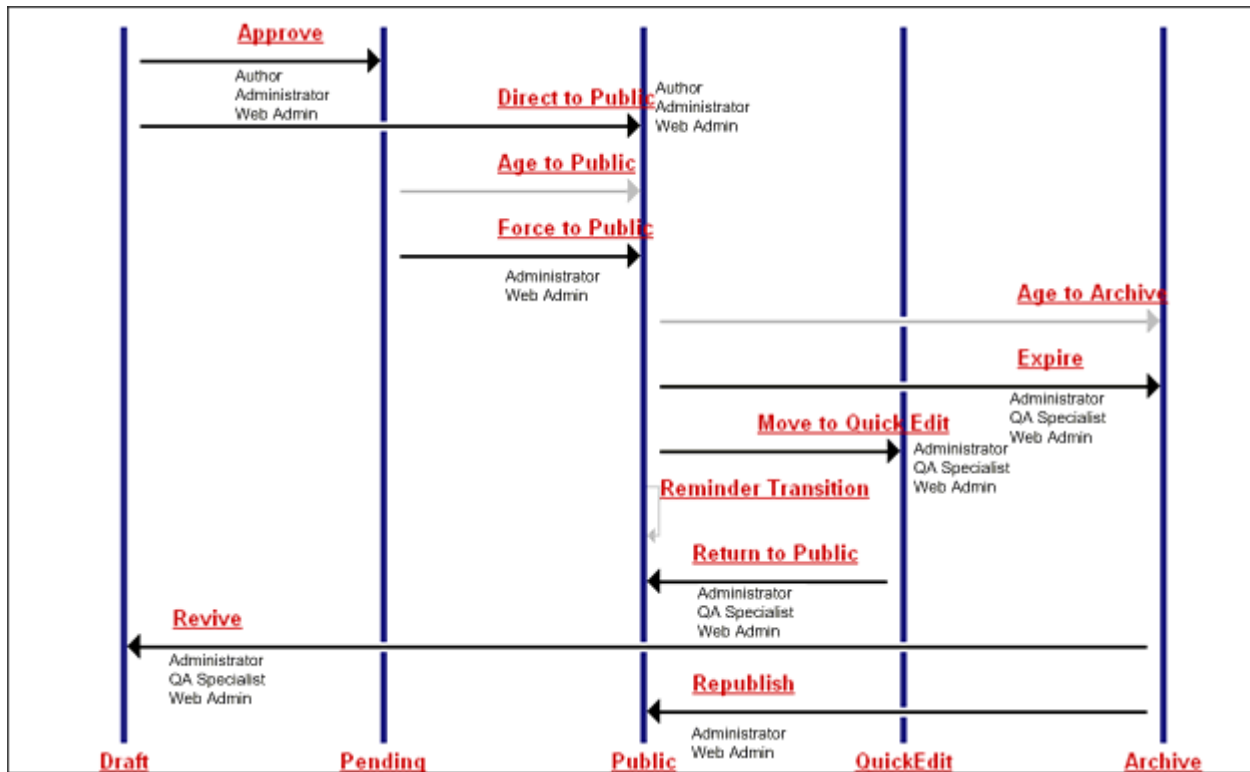 Approve
Author
Administrator
Web Admin
Direct to Public
Author
Administrator
Web Admin
Age to Public
Force to Public
Administrator
Web Admin
Age to Archive
Expire
Administrator
QA Specialist
Web Admin
Move to Quick Edit
Administrator
QA Specialist
Web Admin
Reminder Transition
Return to Public
Administrator
QA Specialist
Web Admin
Revive
Administrator
QA Specialist
Web Admin
Republish
Administrator
Web Admin
Draft
Pending
Public
QuickEdit
Archive